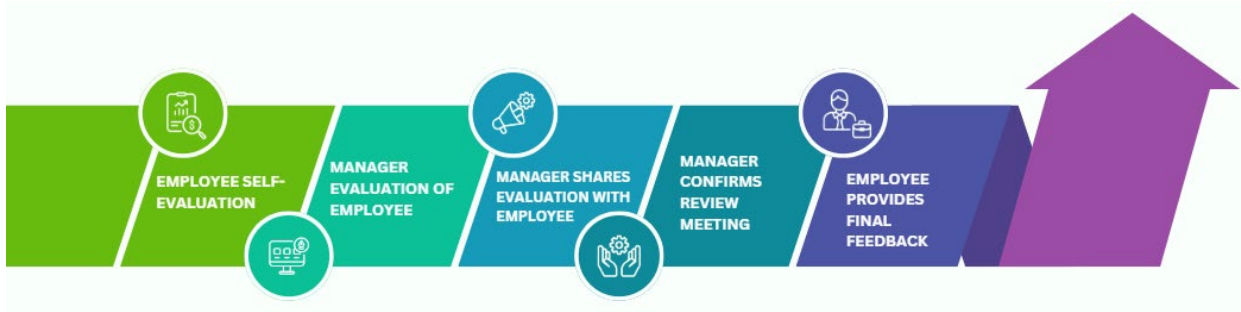 EMPLOYEE SELF-
EVALUATION
MANAGER
EVALUATION OF
EMPLOYEE
MANAGER SHARES
EVALUATION WITH
EMPLOYEE
MANAGER
CONFIRMS
REVIEW
MEETING
EMPLOYEE
PROVIDES
FINAL
FEEDBACK